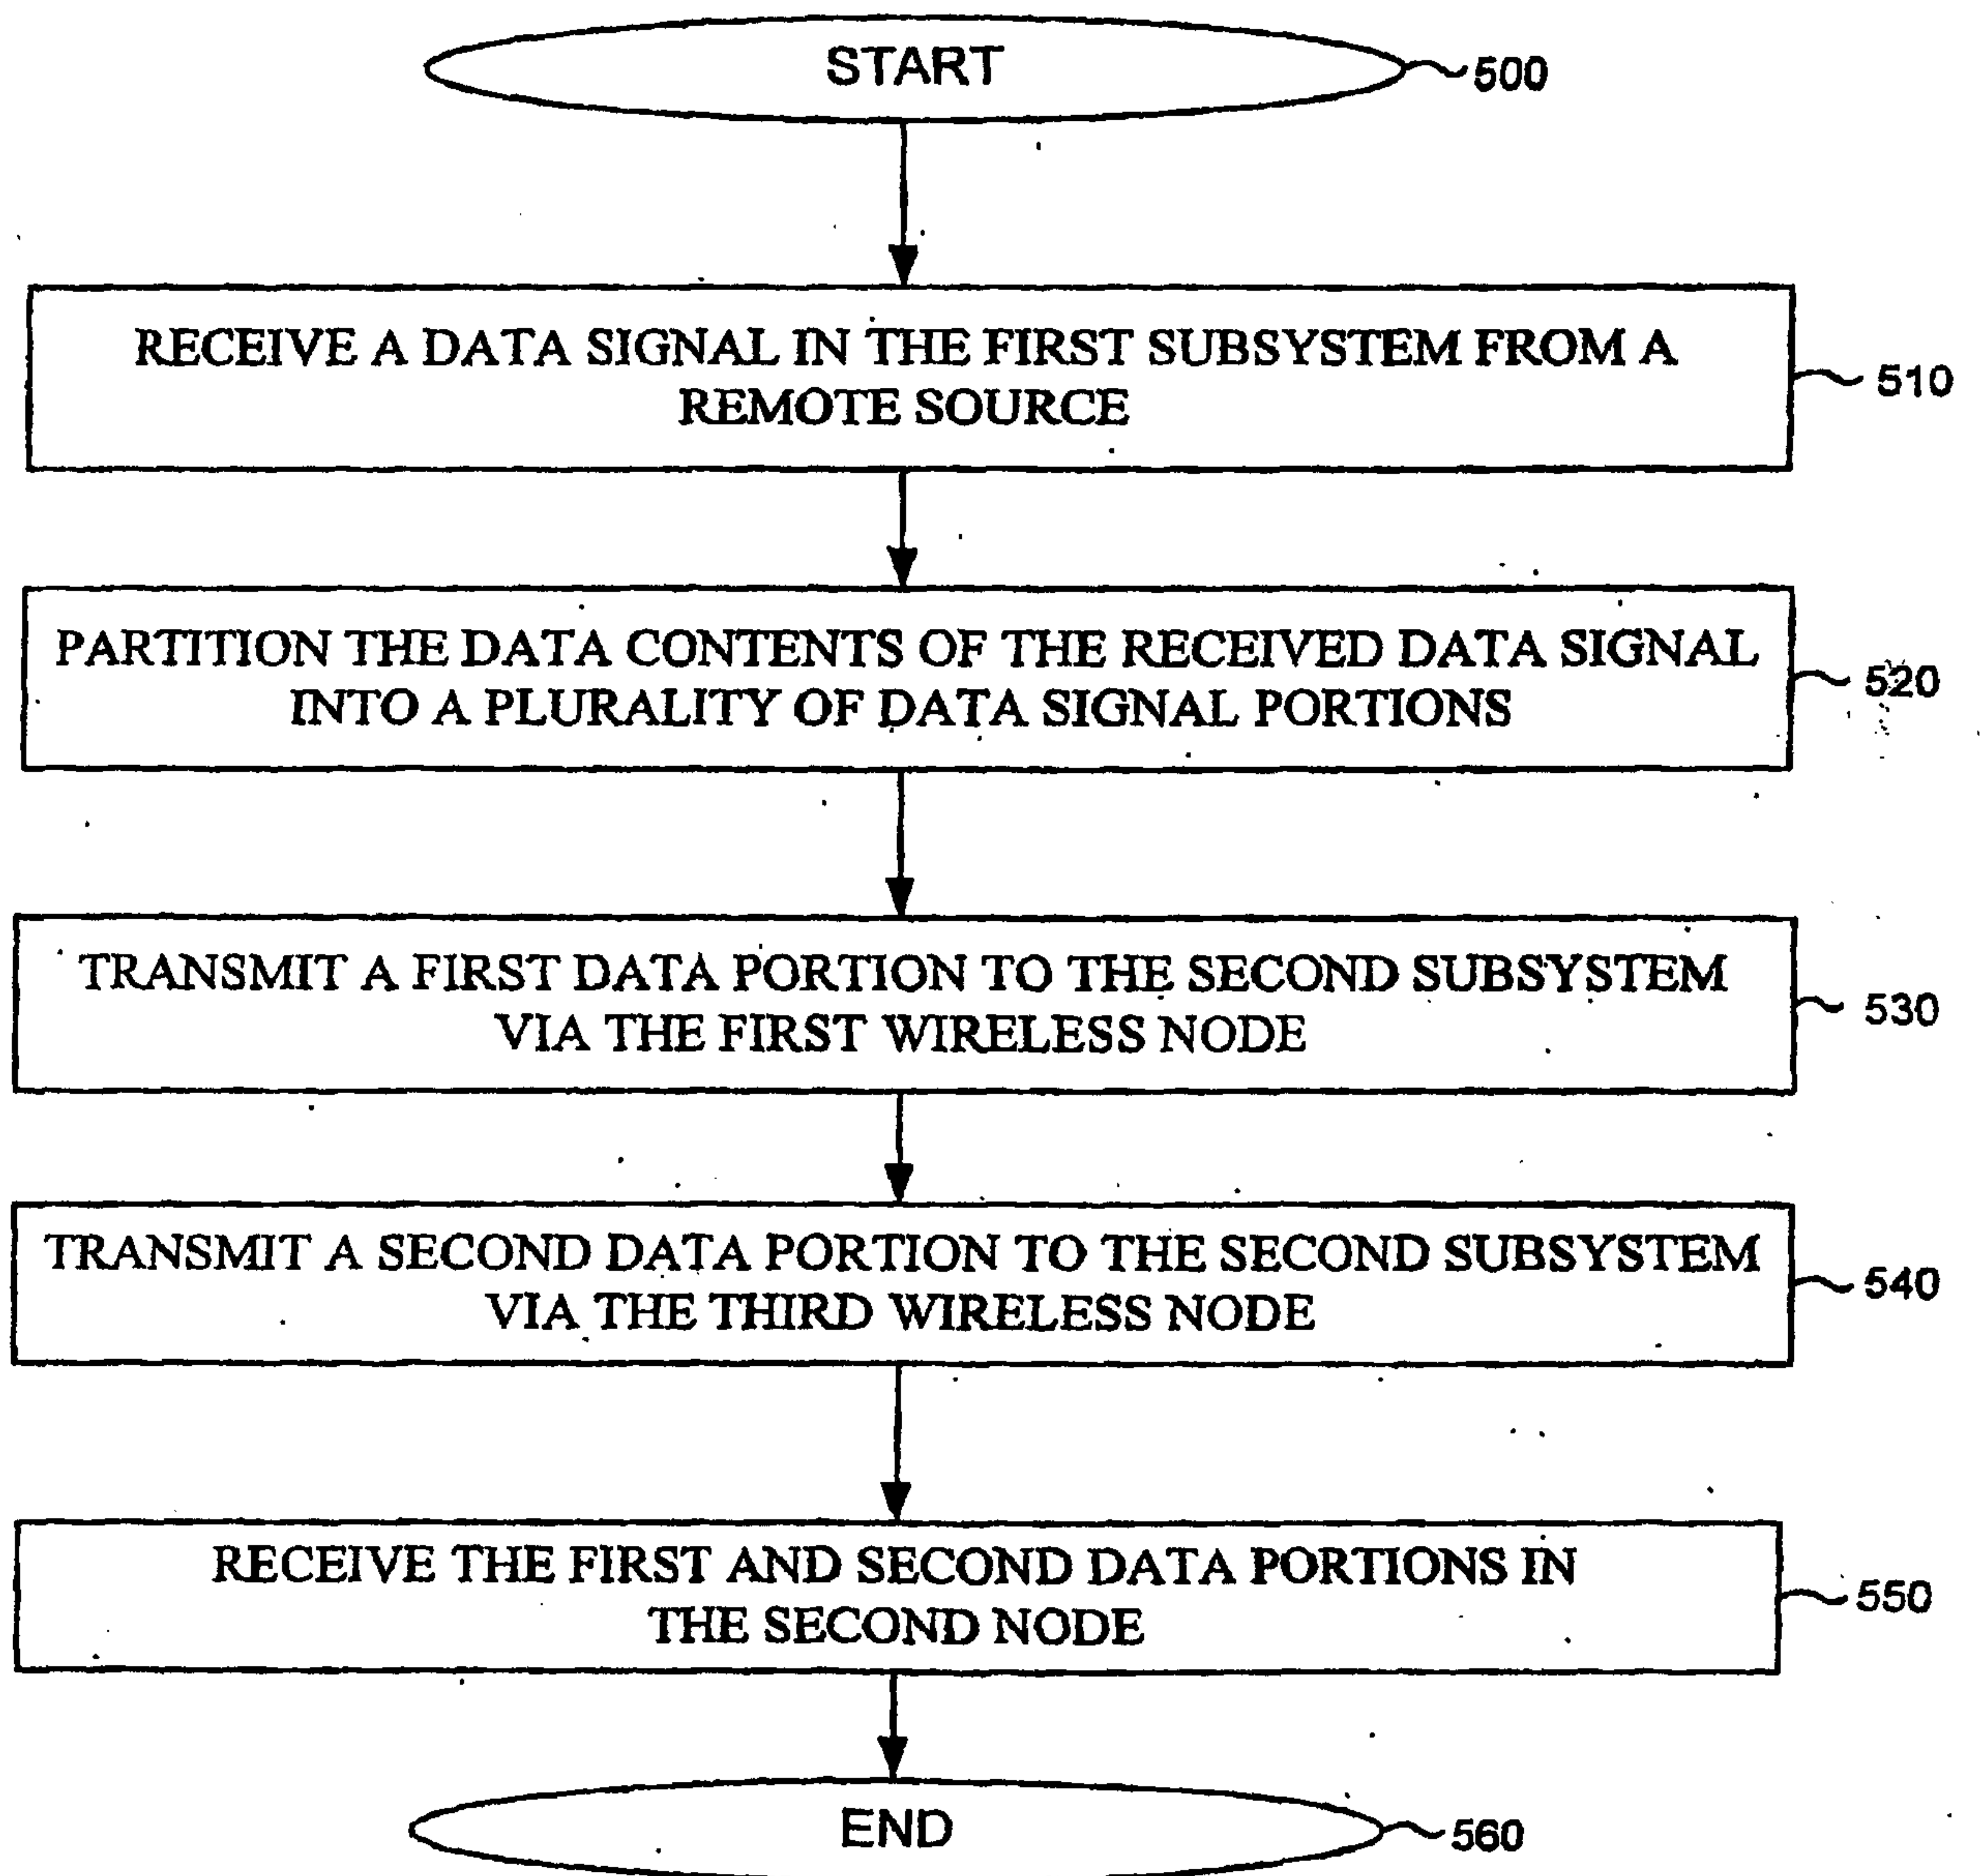 START
500
RECEIVE A DATA SIGNAL IN THE FIRST SUBSYSTEM FROM A
REMOTE SOURCE
510
PARTITION THE DATA CONTENTS OF THE RECEIVED DATA SIGNAL
INTO A PLURALITY OF DATA SIGNAL PORTIONS
520
TRANSMIT A FIRST DATA PORTION TO THE SECOND SUBSYSTEM
VIA THE FIRST WIRELESS NODE
530
TRANSMIT A SECOND DATA PORTION TO THE SECOND SUBSYSTEM
VIA THE THIRD WIRELESS NODE
540
RECEIVE THE FIRST AND SECOND DATA PORTIONS IN
THE SECOND NODE
550
END
560